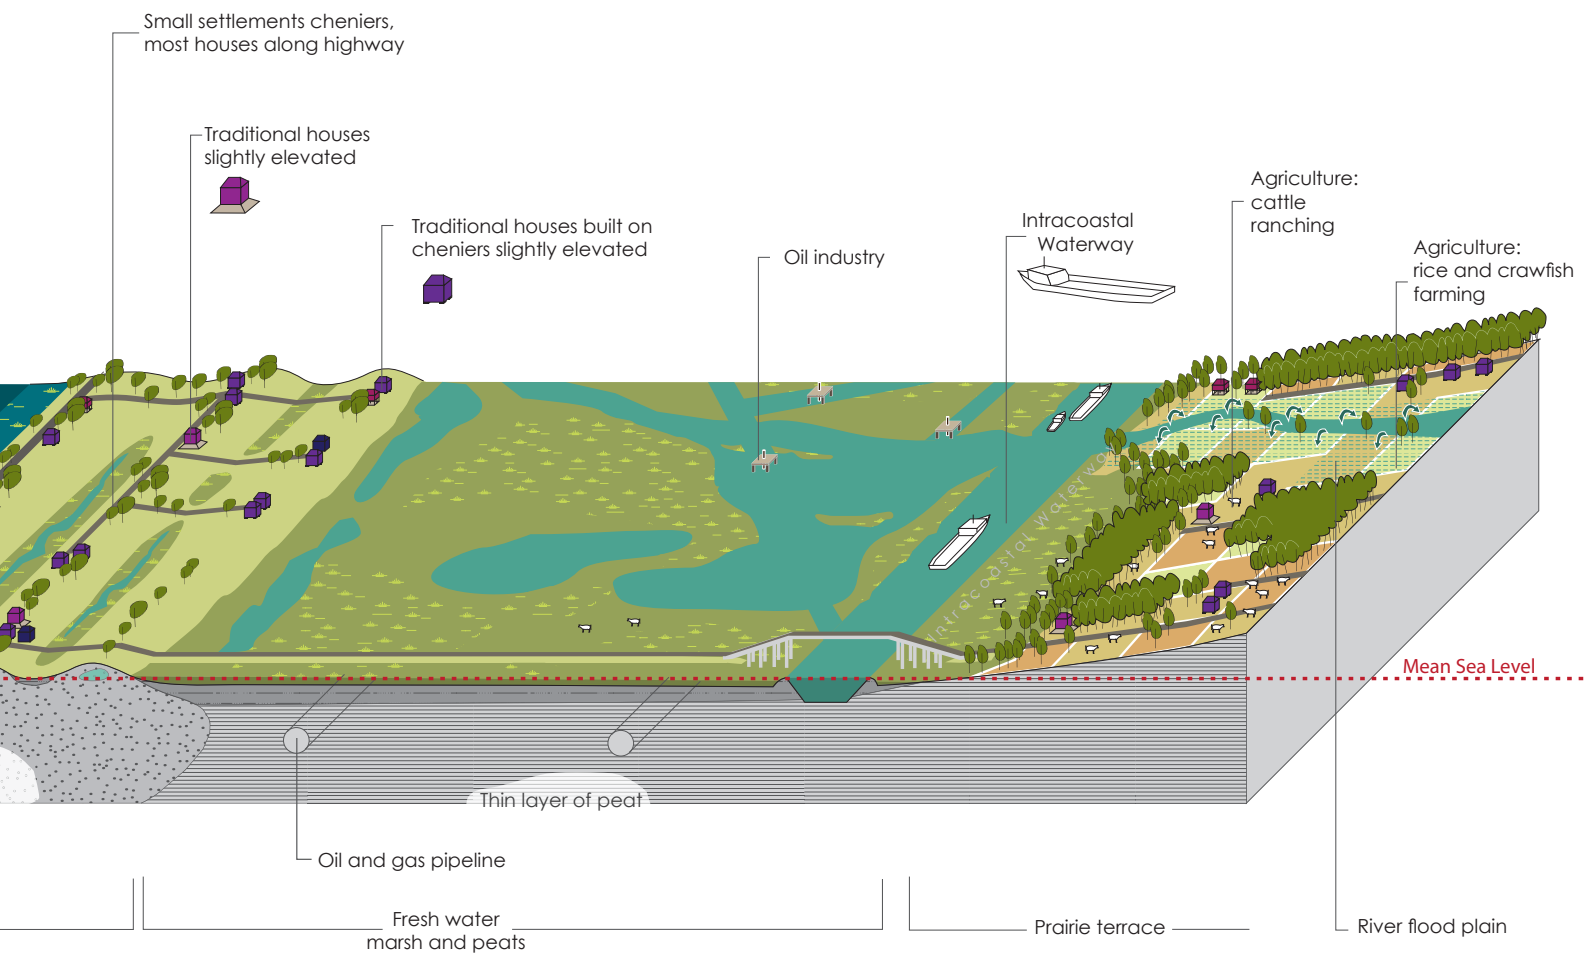 Small settlements cheniers,
most houses along highway
Traditional houses
slightly elevated
Traditional houses built on
cheniers slightly elevated
Oil industry
Intracoastal
Waterway
Agriculture:
cattle
ranching
Agriculture:
rice and crawfish
farming
Intracoastal Waterway
Mean Sea Level
Thin layer of peat
Oil and gas pipeline
Fresh water
marsh and peats
Prairie terrace
River flood plain